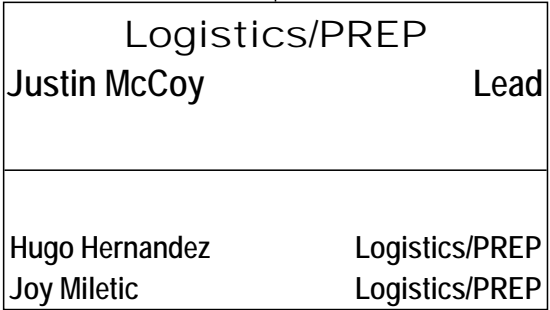 Logistics/PREP
Justin McCoy Lead
Hugo Hernandez Logistics/PREP
Joy Miletic Logistics/PREP